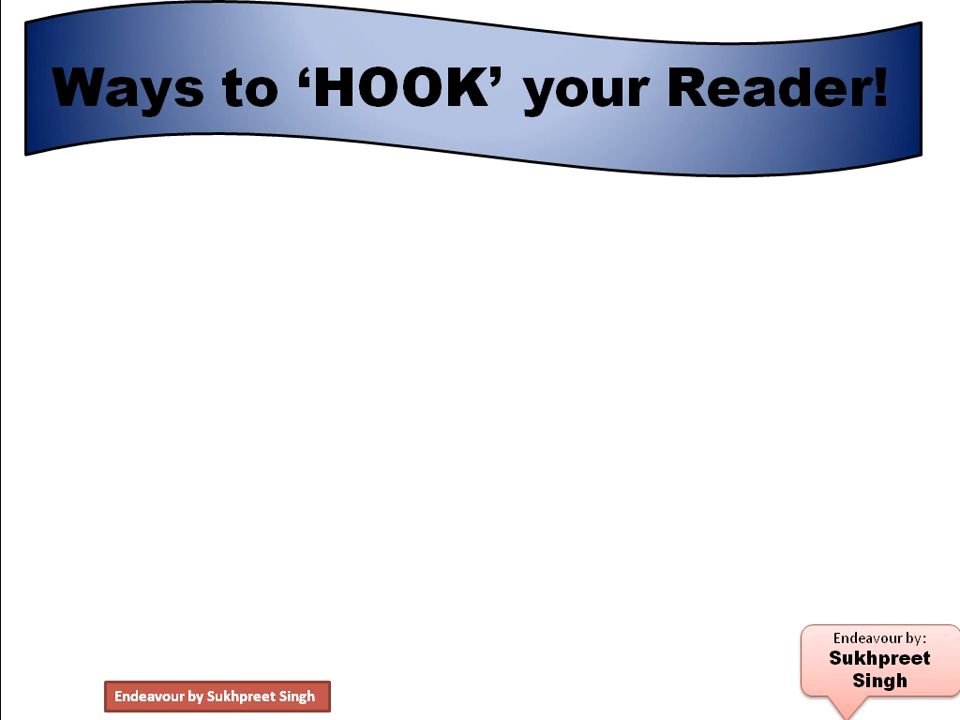 Ways to ‘HOOK’ your Reader!
Endeavour by:
Sukhpreet
Singh
Endeavour by Sukhpreet Singh